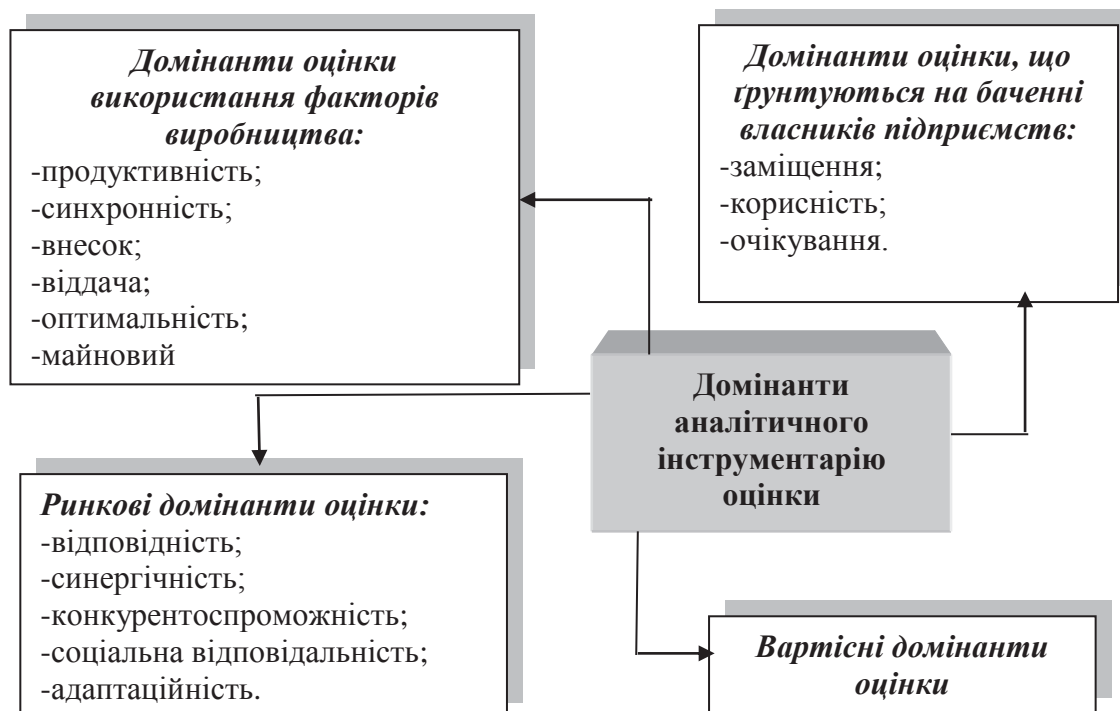 Домінанти оцінки
використання факторів
виробництва:
-продуктивність;
-синхронність;
-внесок;
-віддача;
-оптимальність;
-майновий
Домінанти оцінки, що
ґрунтуються на баченні
власників підприємств:
-заміщення;
-корисність;
-очікування.
Домінанти
аналітичного
інструментарію
оцінки
Ринкові домінанти оцінки:
-відповідність;
-синергічність;
-конкурентоспроможність;
-соціальна відповідальність;
-адаптаційність.
Вартісні домінанти
оцінки